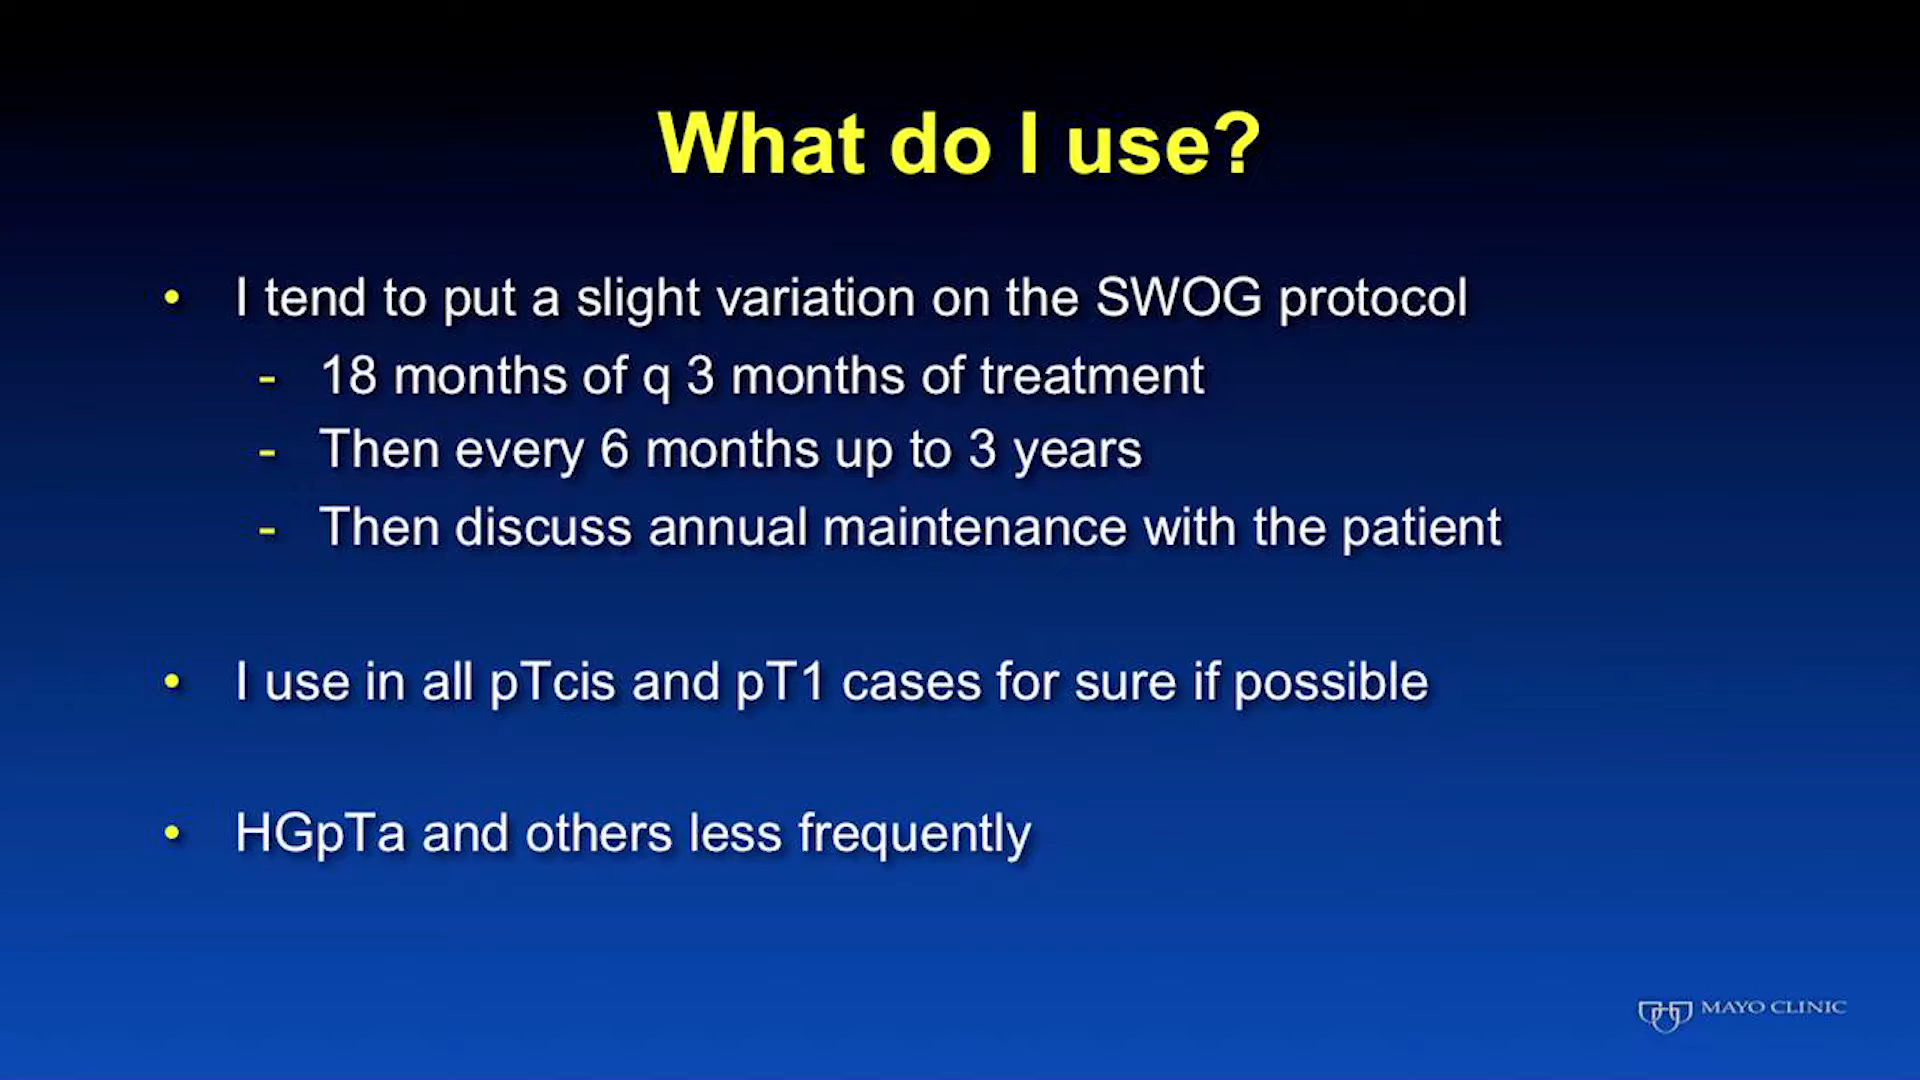 What do I use?
• I tend to put a slight variation on the SWOG protocol
- 18 months of q 3 months of treatment
- Then every 6 months up to 3 years
- Then discuss annual maintenance with the patient
• I use in all pTcis and pT1 cases for sure if possible
• HGpTa and others less frequently
MAYO CLINIC